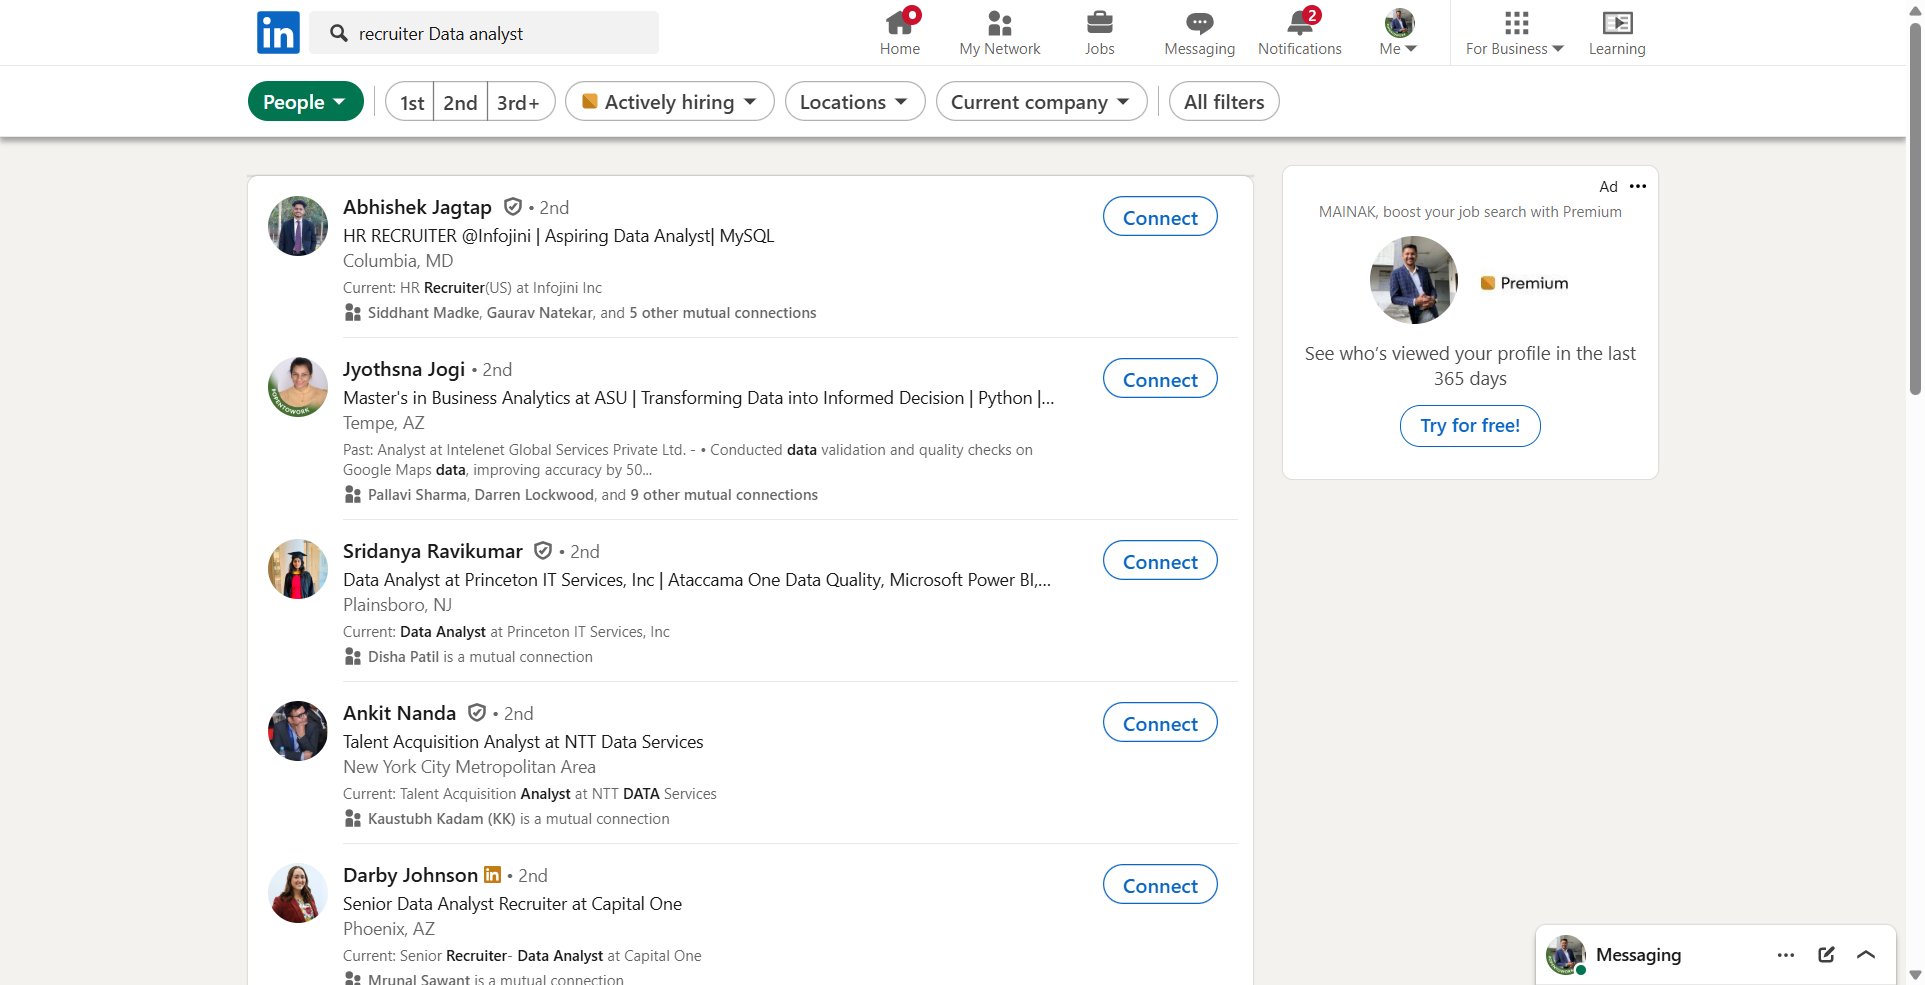 in
recruiter Data analyst
Home
My Network
Jobs
Messaging
2
Notifications
Me
For Business
Learning
People
1st
2nd
3rd+
Actively hiring
Locations
Current company
All filters
Abhishek Jagtap • 2nd
HR RECRUITER @Infojini | Aspiring Data Analyst| MySQL
Columbia, MD
Current: HR Recruiter(US) at Infojini Inc
Siddhant Madke, Gaurav Natekar, and 5 other mutual connections
Connect
Jyothsna Jogi • 2nd
Master's in Business Analytics at ASU | Transforming Data into Informed Decision | Python |...
Tempe, AZ
Past: Analyst at Intelenet Global Services Private Ltd. - • Conducted data validation and quality checks on
Google Maps data, improving accuracy by 50...
Pallavi Sharma, Darren Lockwood, and 9 other mutual connections
Connect
#OPENTOWORK
Sridanya Ravikumar • 2nd
Data Analyst at Princeton IT Services, Inc | Ataccama One Data Quality, Microsoft Power BI,...
Plainsboro, NJ
Current: Data Analyst at Princeton IT Services, Inc
Disha Patil is a mutual connection
Connect
Ankit Nanda • 2nd
Talent Acquisition Analyst at NTT Data Services
New York City Metropolitan Area
Current: Talent Acquisition Analyst at NTT DATA Services
Kaustubh Kadam (KK) is a mutual connection
Connect
Darby Johnson in • 2nd
Senior Data Analyst Recruiter at Capital One
Phoenix, AZ
Current: Senior Recruiter- Data Analyst at Capital One
Mrunal Sawant is a mutual connection
Connect
Ad
MAINAK, boost your job search with Premium
Premium
See who's viewed your profile in the last
365 days
Try for free!
Messaging